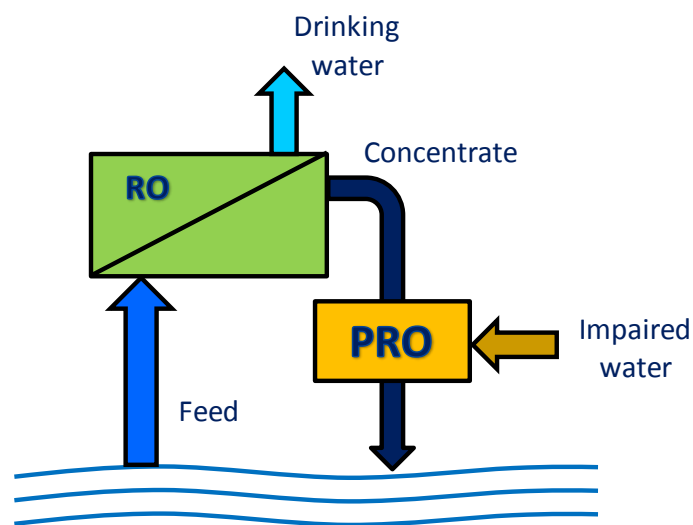 Drinking
water
Concentrate
RO
PRO
Impaired
water
Feed